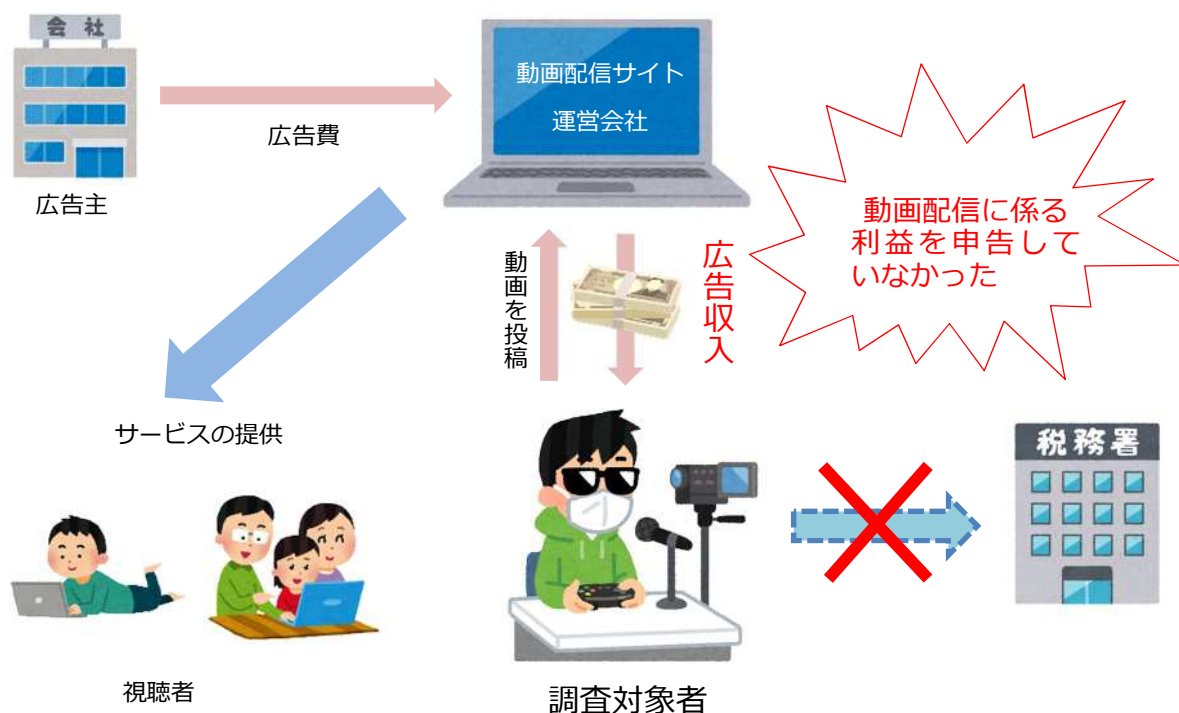 会社
動画配信サイト
運営会社
広告費
広告主
動画配信に係る
利益を申告して
いなかった
動画を投稿
広告収入
サービスの提供
税務署
視聴者
調査対象者